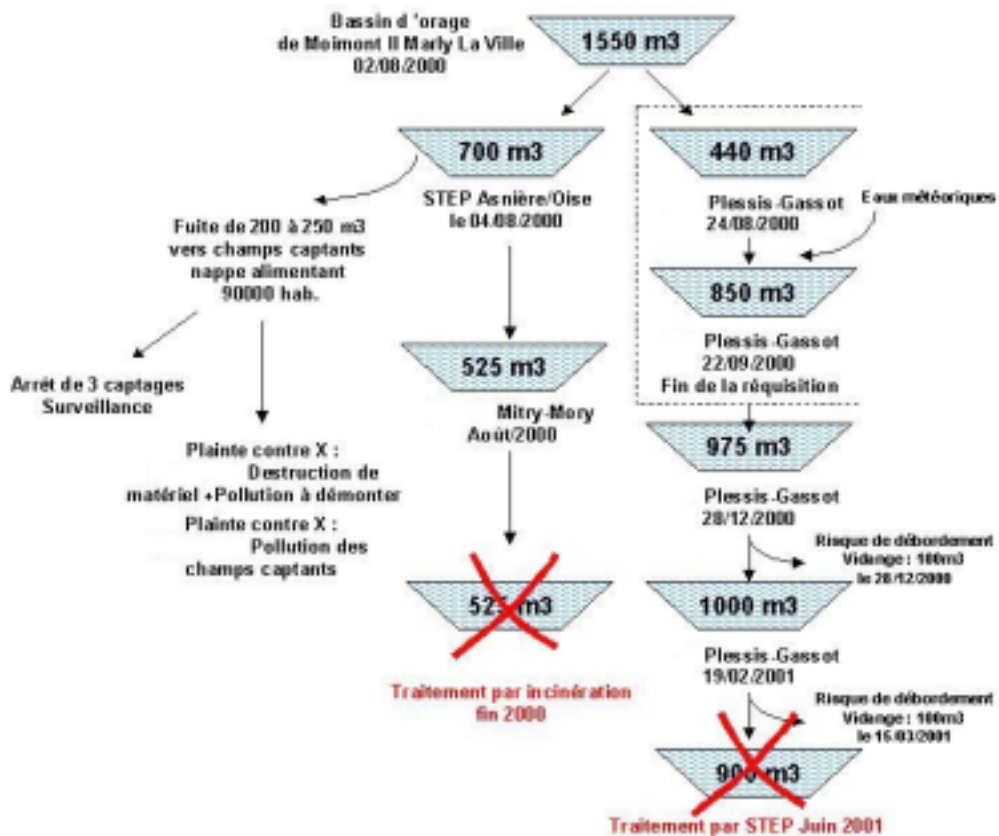 Bassin d 'orage
de Moimont II Marly La Ville
02/08/2000
1550 m3
700 m3
STEP Asnière/Oise
le 04/08/2000
Fuite de 200 à 250 m3
vers champs captants
nappe alimentant
90000 hab.
Arrêt de 3 captages
Surveillance
Plainte contre X :
Destruction de
matériel +Pollution à démonter
Plainte contre X :
Pollution des
champs captants
525 m3
Mitry-Mory
Août/2000
525 m3
Traitement par incinération
fin 2000
440 m3
Plessis-Gassot
24/08/2000
Eaux météoriques
850 m3
Plessis-Gassot
22/09/2000
Fin de la réquisition
975 m3
Plessis-Gassot
28/12/2000
Risque de débordement
Vidange : 100m3
le 28/12/2000
1000 m3
Plessis-Gassot
19/02/2001
Risque de débordement
Vidange : 100m3
le 15/03/2001
900 m3
Traitement par STEP Juin 2001